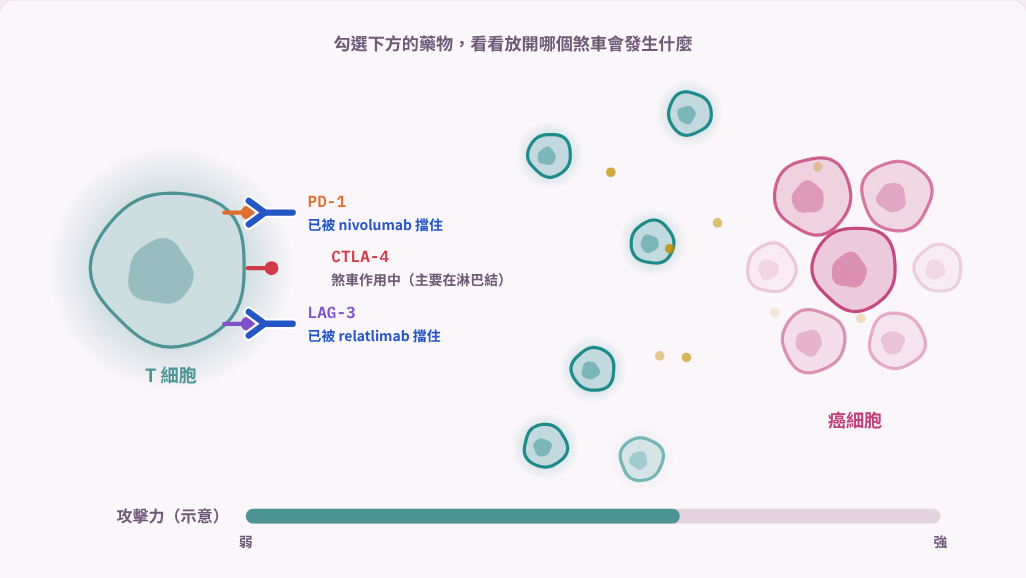 勾選下方的藥物，看看放開哪個煞車會發生什麼
PD-1
已被 nivolumab 擋住
CTLA-4
煞車作用中（主要在淋巴結）
LAG-3
已被 relatlimab 擋住
T 細胞
癌細胞
攻擊力（示意）
弱
強